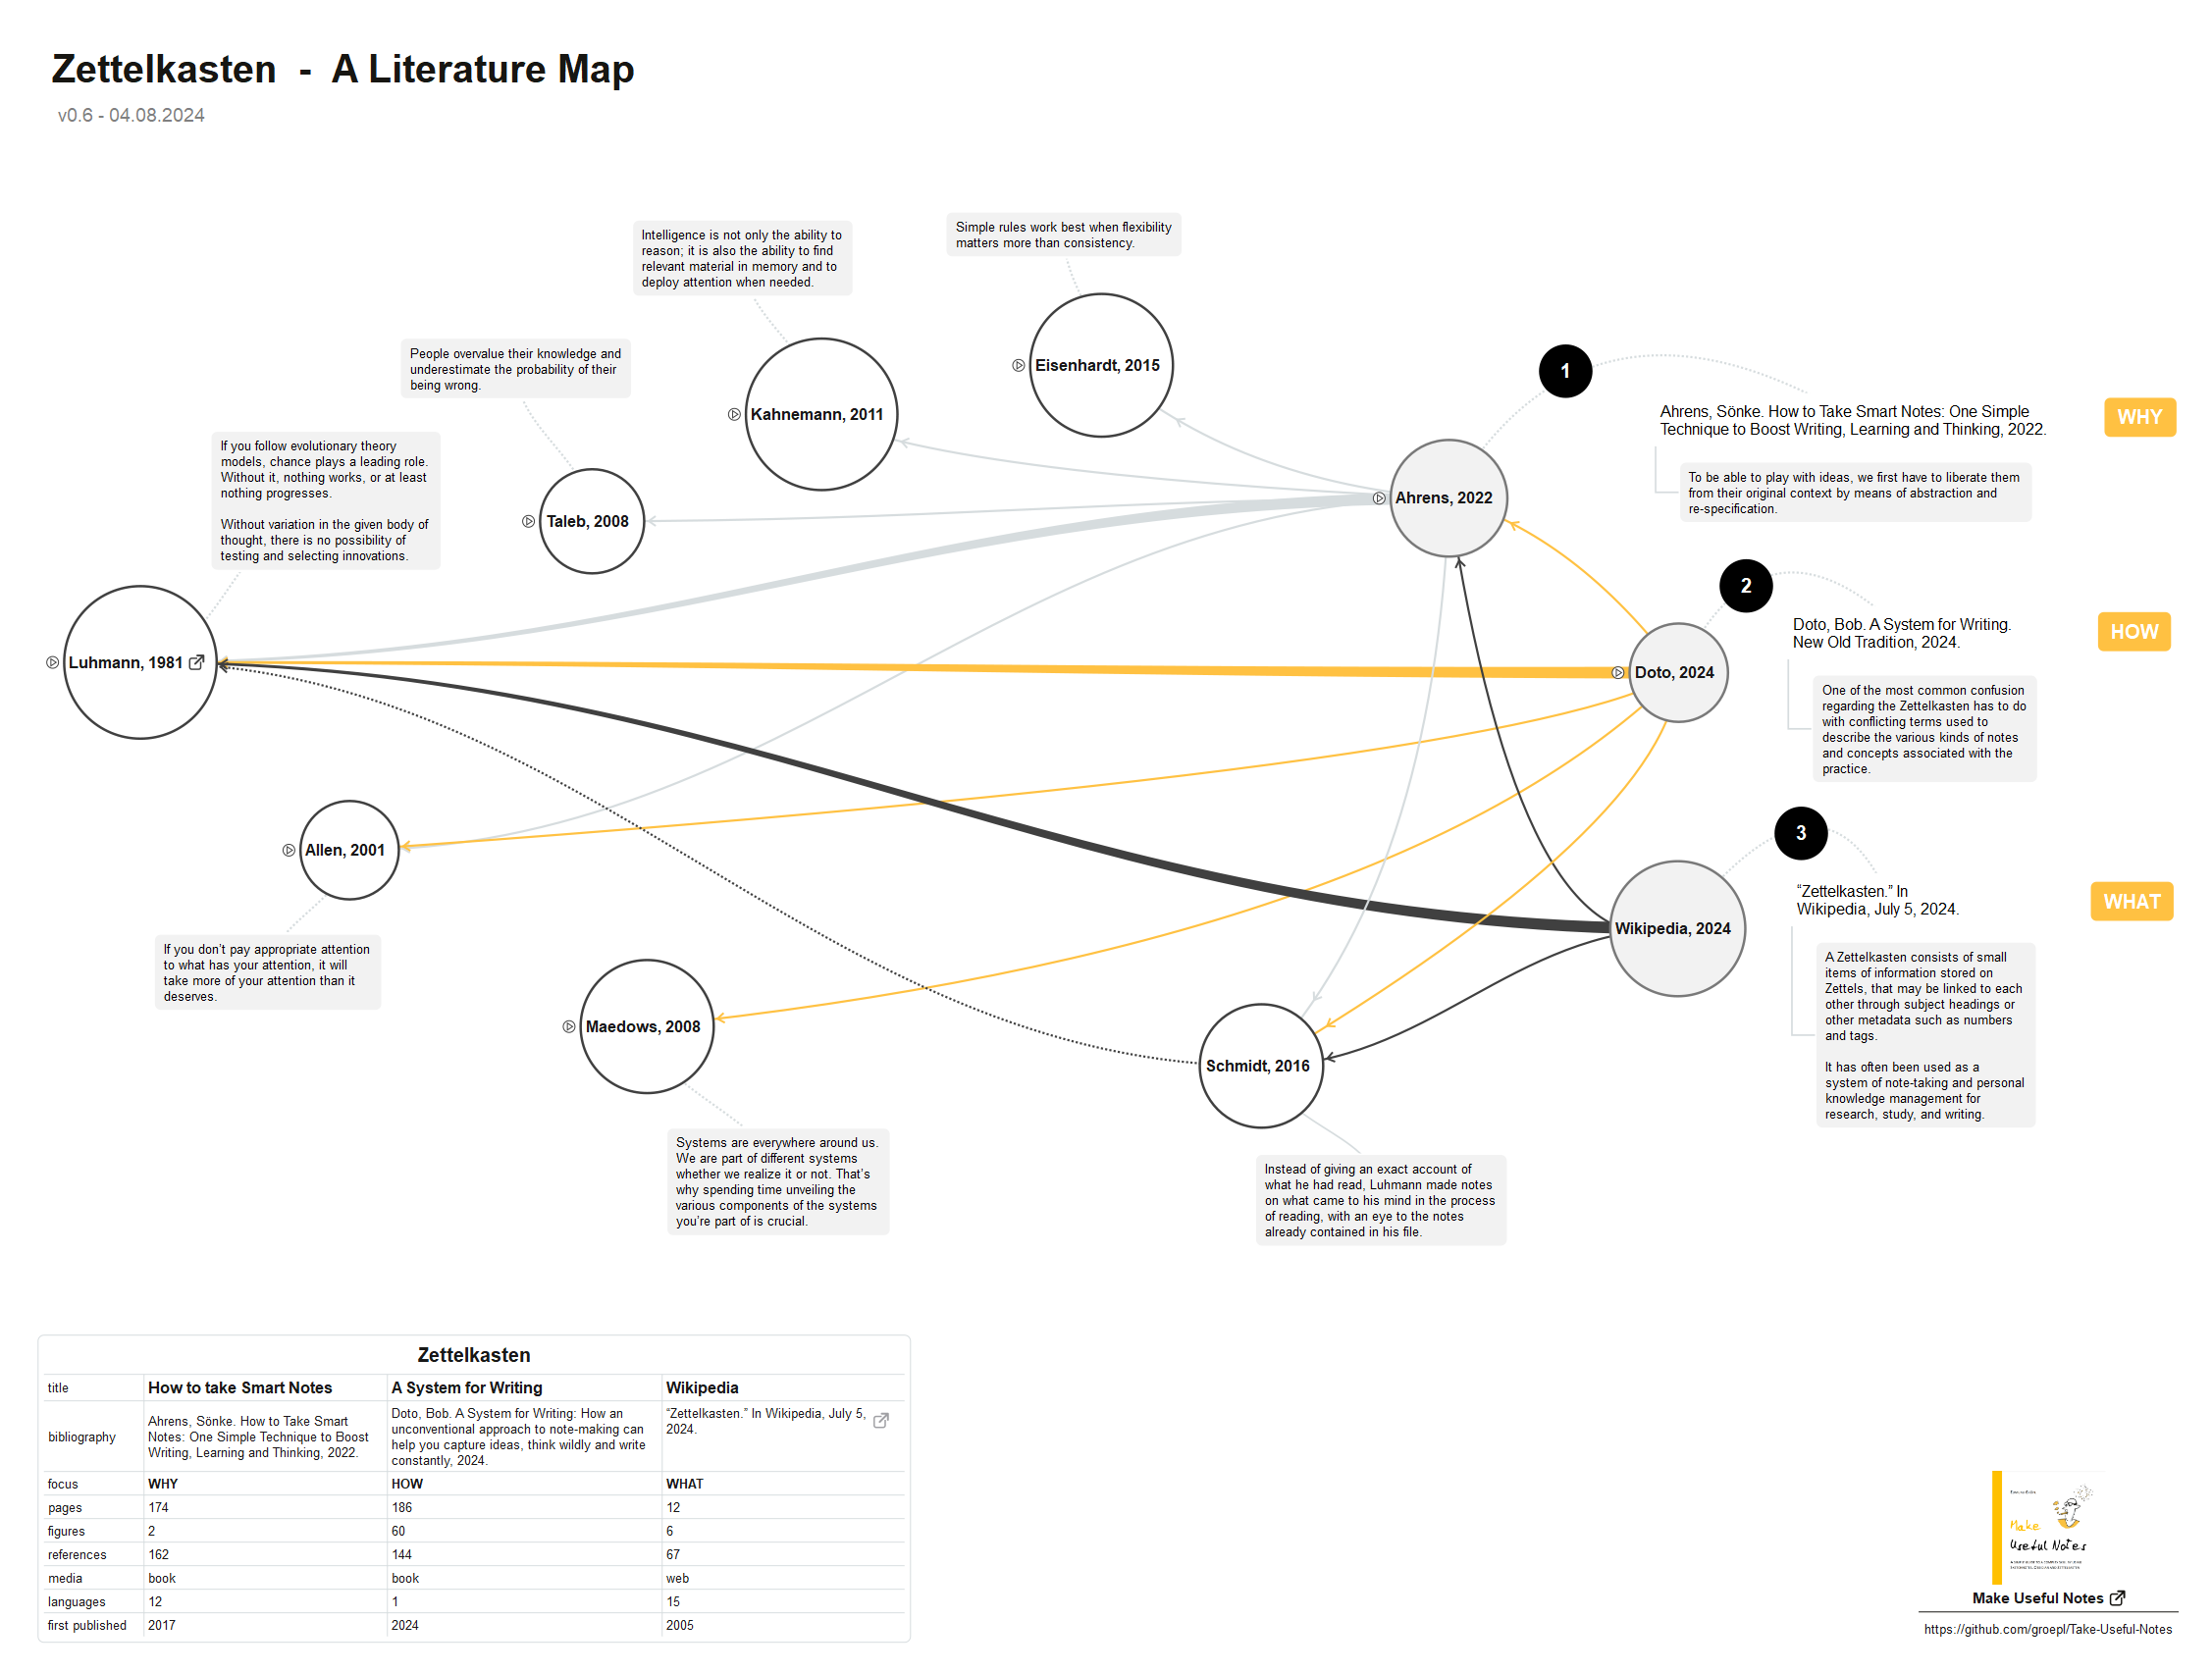 Zettelkasten - A Literature Map
v0.6 - 04.08.2024
Simple rules work best when flexibility
matters more than consistency.
Intelligence is not only the ability to
reason; it is also the ability to find
relevant material in memory and to
deploy attention when needed.
People overvalue their knowledge and
underestimate the probability of their
being wrong.
If you follow evolutionary theory
models, chance plays a leading role.
Without it, nothing works, or at least
nothing progresses.
Without variation in the given body of
thought, there is no possibility of
testing and selecting innovations.
Eisenhardt, 2015
Kahnemann, 2011
Taleb, 2008
Luhmann, 1981
Ahrens, 2022
1
Ahrens, Sönke. How to Take Smart Notes: One Simple
Technique to Boost Writing, Learning and Thinking, 2022.
WHY
To be able to play with ideas, we first have to liberate them
from their original context by means of abstraction and
re-specification.
2
Doto, 2024
Doto, Bob. A System for Writing.
New Old Tradition, 2024.
HOW
One of the most common confusion
regarding the Zettelkasten has to do
with conflicting terms used to
describe the various kinds of notes
and concepts associated with the
practice.
3
Wikipedia, 2024
“Zettelkasten.” In
Wikipedia, July 5, 2024.
WHAT
A Zettelkasten consists of small
items of information stored on
Zettels, that may be linked to each
other through subject headings or
other metadata such as numbers
and tags.
It has often been used as a
system of note-taking and personal
knowledge management for
research, study, and writing.
Allen, 2001
If you don’t pay appropriate attention
to what has your attention, it will
take more of your attention than it
deserves.
Maedows, 2008
Systems are everywhere around us.
We are part of different systems
whether we realize it or not. That’s
why spending time unveiling the
various components of the systems
you’re part of is crucial.
Schmidt, 2016
Instead of giving an exact account of
what he had read, Luhmann made notes
on what came to his mind in the process
of reading, with an eye to the notes
already contained in his file.
Zettelkasten
title How to take Smart Notes A System for Writing Wikipedia
bibliography
Ahrens, Sönke. How to Take Smart
Notes: One Simple Technique to Boost
Writing, Learning and Thinking, 2022.
Doto, Bob. A System for Writing: How an
unconventional approach to note-making can
help you capture ideas, think wildly and write
constantly, 2024.
“Zettelkasten.” In Wikipedia, July 5,
2024.
focus WHY HOW WHAT
pages 174 186 12
figures 2 60 6
references 162 144 67
media book book web
languages 12 1 15
first published 2017 2024 2005
Make
Useful Notes
Make Useful Notes
https://github.com/groepl/Take-Useful-Notes